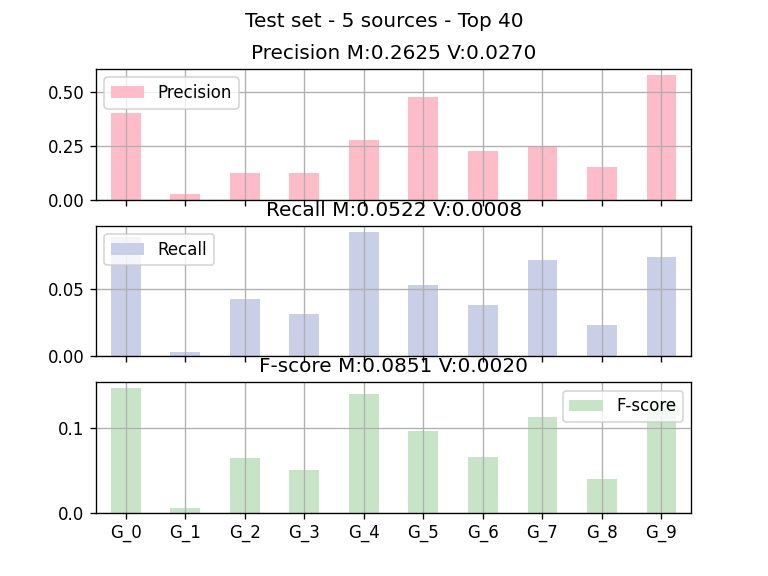 Test set - 5 sources - Top 40
Precision M:0.2625 V:0.0270
0.50
0.25
0.00
Precision
Recall M:0.0522 V:0.0008
0.05
0.00
Recall
F-score M:0.0851 V:0.0020
0.1
0.0
F-score
G_0 G_1 G_2 G_3 G_4 G_5 G_6 G_7 G_8 G_9